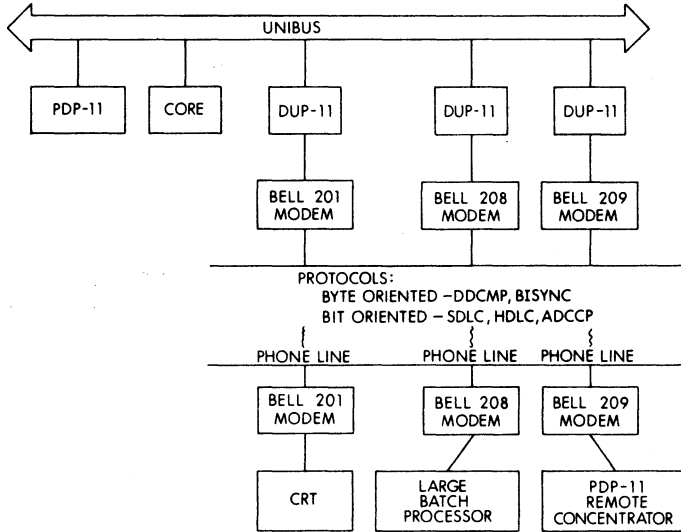 UNIBUS
PDP-11
CORE
DUP-11
DUP-11
DUP-11
BELL 201
MODEM
BELL 208
MODEM
BELL 209
MODEM
PROTOCOLS:
BYTE ORIENTED - DDCMP, BISYNC
BIT ORIENTED - SDLC, HDLC, ADCCP
PHONE LINE
PHONE LINE
PHONE LINE
BELL 201
MODEM
BELL 208
MODEM
BELL 209
MODEM
CRT
LARGE
BATCH
PROCESSOR
PDP-11
REMOTE
CONCENTRATOR